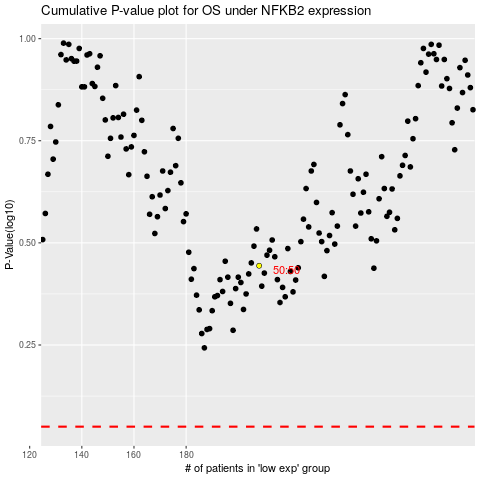 Cumulative P-value plot for OS under NFKB2 expression
1.00
0.75
0.50
0.25
P-Value(log10)
50:50
120 140 160 180
# of patients in 'low exp' group